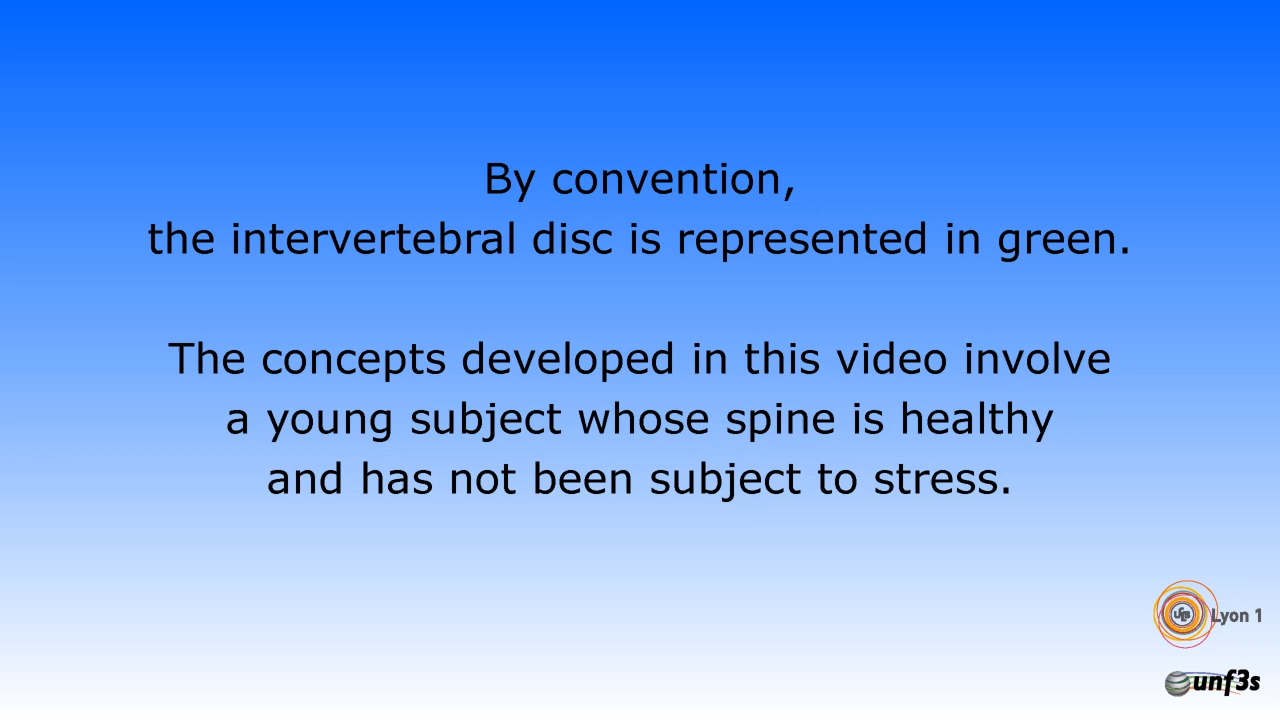 By convention,
the intervertebral disc is represented in green.
The concepts developed in this video involve
a young subject whose spine is healthy
and has not been subject to stress.
Lyon 1
unf3s